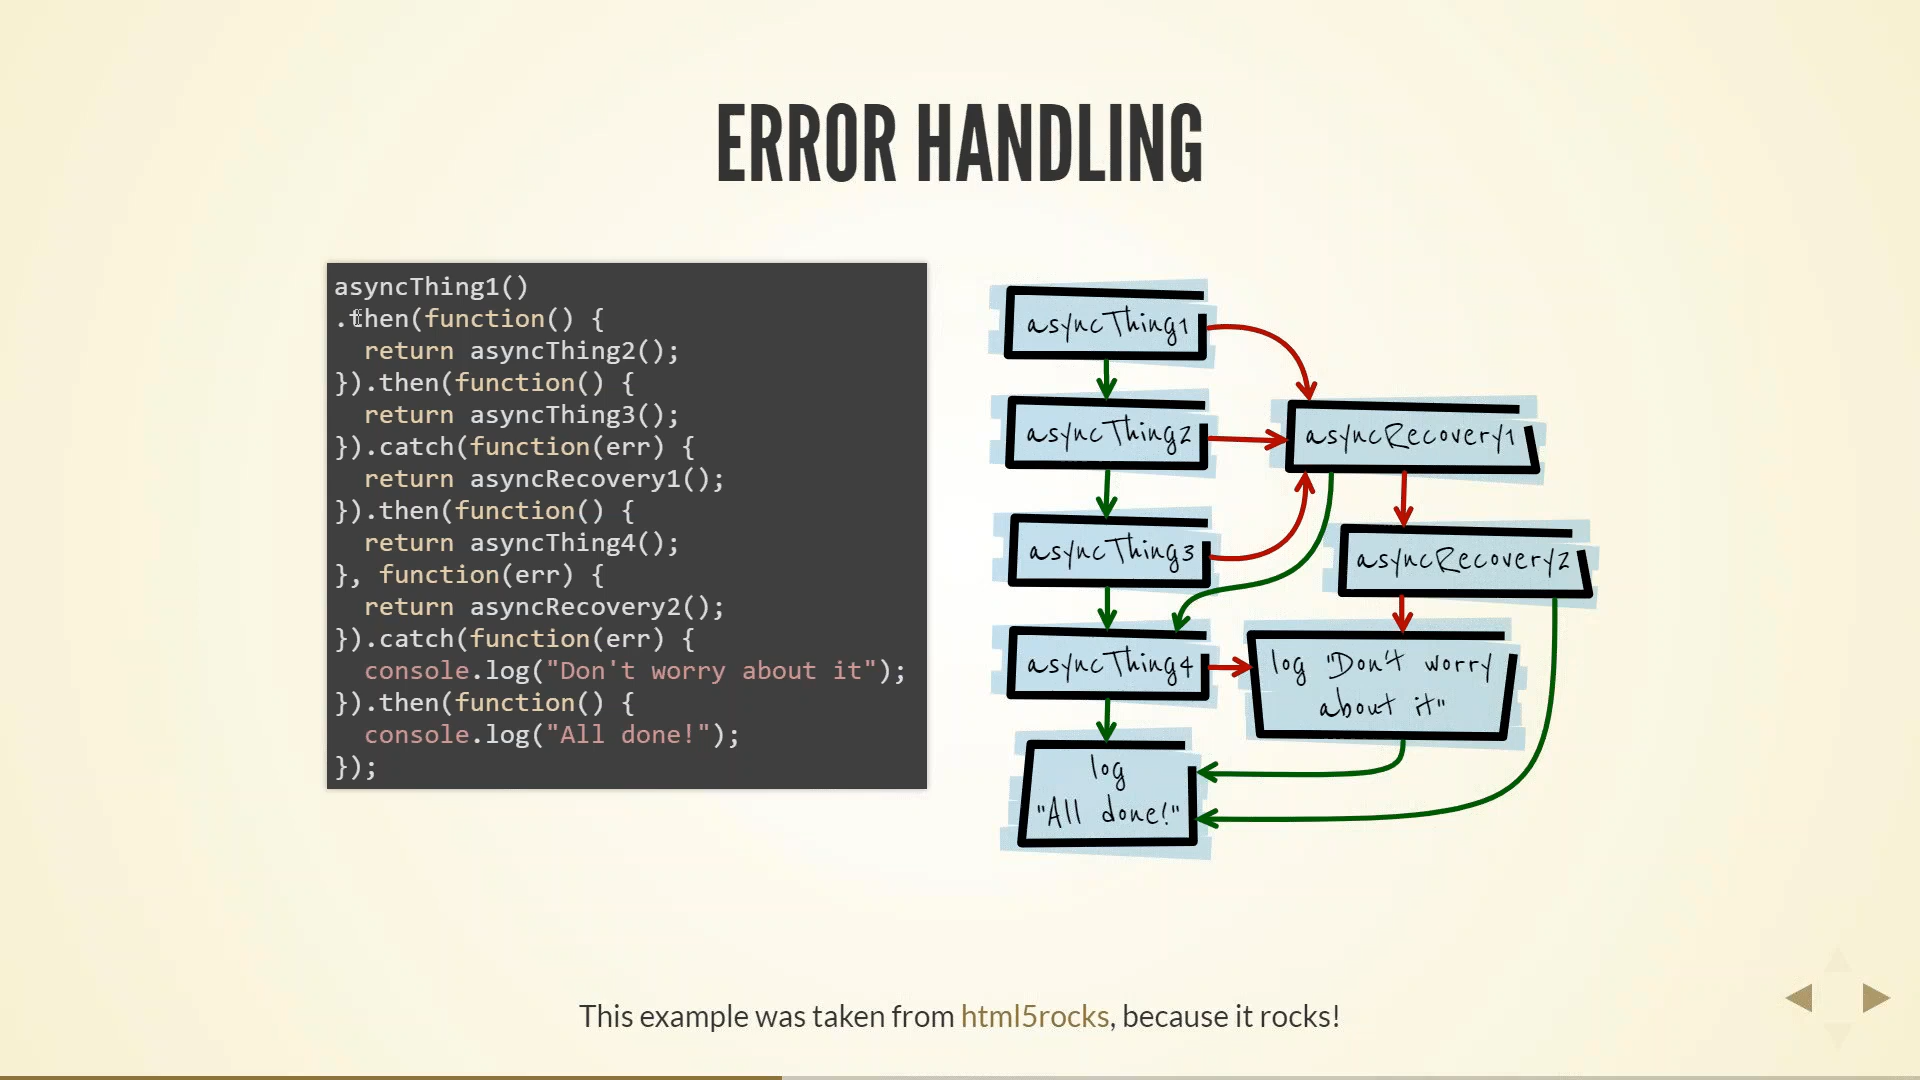 ERROR HANDLING
asyncThing1()
.then(function() {
  return asyncThing2();
}).then(function() {
  return asyncThing3();
}).catch(function(err) {
  return asyncRecovery1();
}).then(function() {
  return asyncThing4();
}, function(err) {
  return asyncRecovery2();
}).catch(function(err) {
  console.log("Don't worry about it");
}).then(function() {
  console.log("All done!");
});
asyncThing1
asyncThing2
asyncRecovery1
asyncThing3
asyncRecovery2
asyncThing4
log "Don't worry
about it"
log
"All done!"
This example was taken from html5rocks, because it rocks!